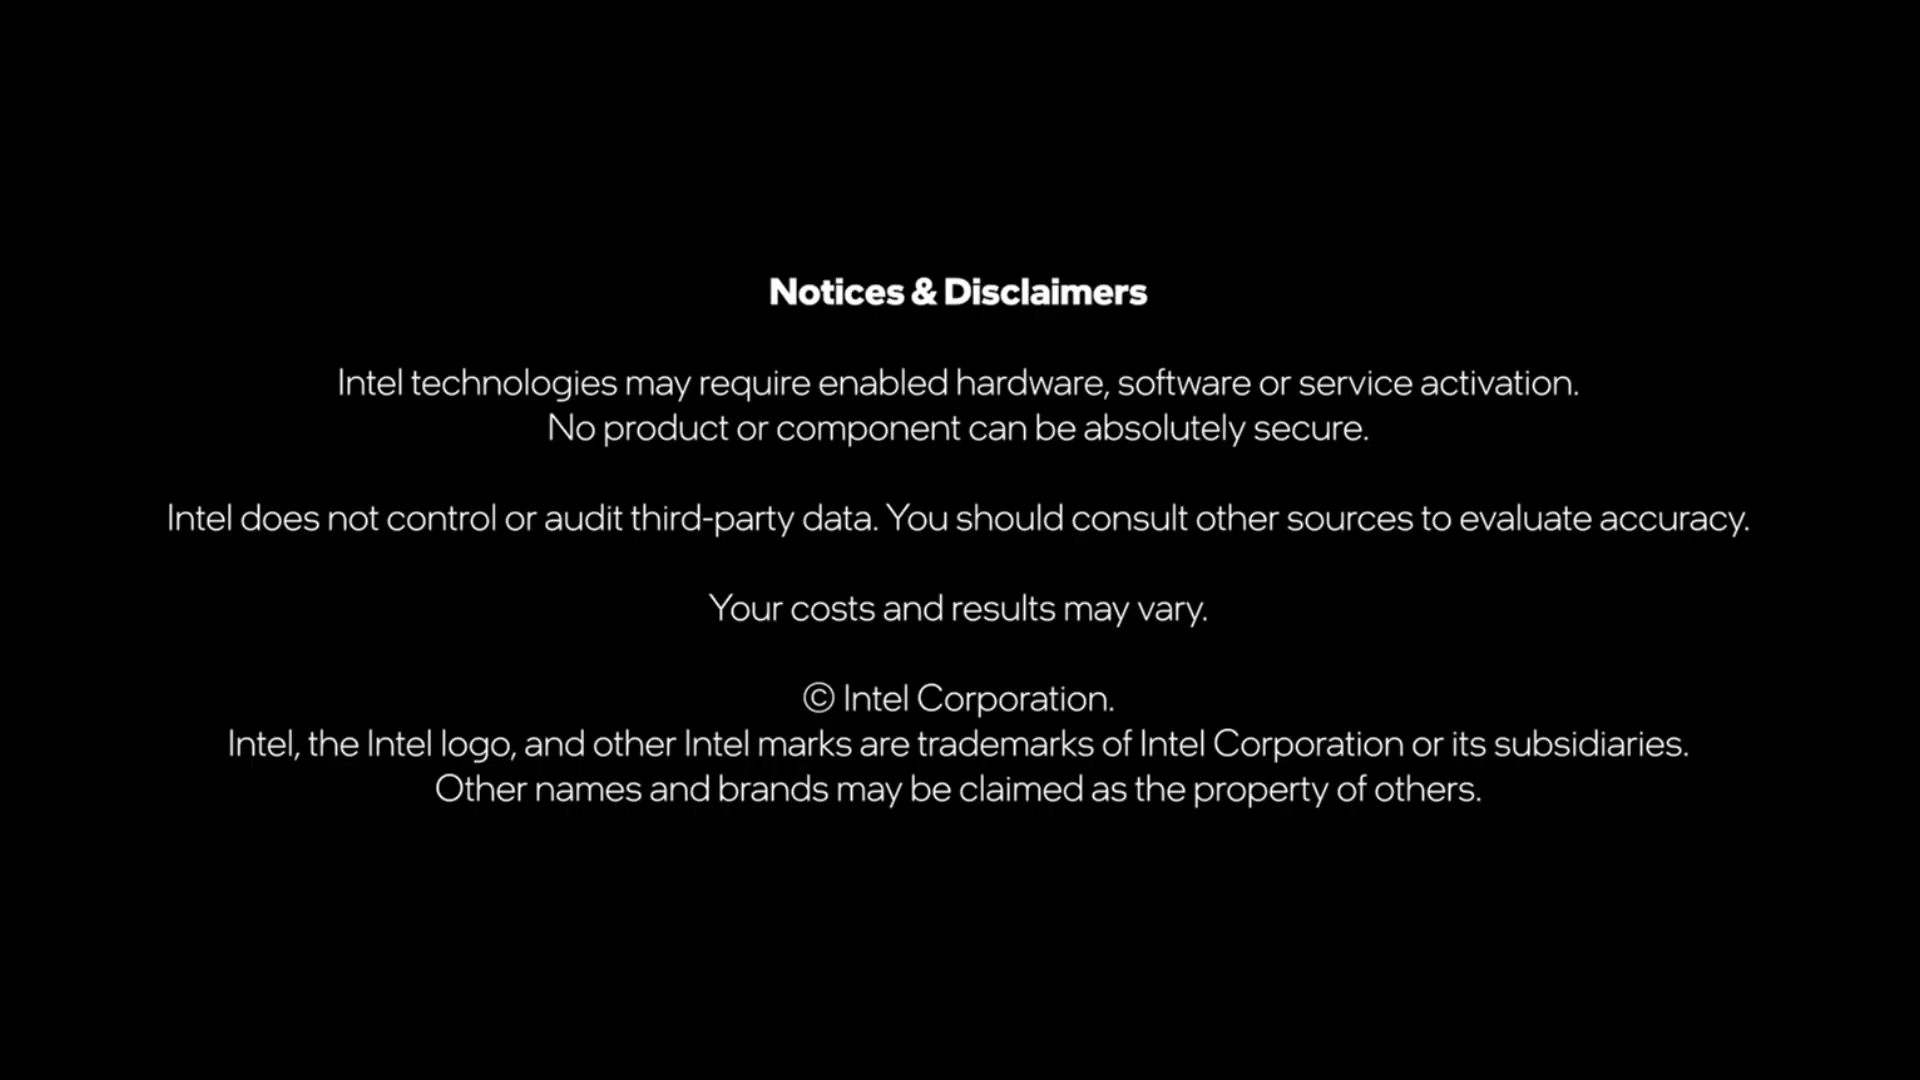 Notices & Disclaimers
Intel technologies may require enabled hardware, software or service activation.
No product or component can be absolutely secure.
Intel does not control or audit third-party data. You should consult other sources to evaluate accuracy.
Your costs and results may vary.
© Intel Corporation.
Intel, the Intel logo, and other Intel marks are trademarks of Intel Corporation or its subsidiaries.
Other names and brands may be claimed as the property of others.